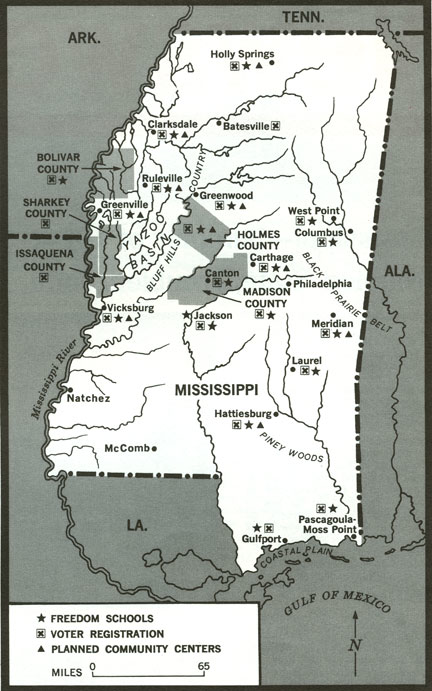 TENN.
ARK.
Holly Springs
Clarksdale
Batesville
BOLIVAR
COUNTY
Ruleville
COUNTRY
Greenwood
SHARKEY
COUNTY
Greenville
YAZOO
BASIN
BLUFF HILLS
West Point
Columbus
HOLMES
COUNTY
ISSAQUENA
COUNTY
Carthage
Canton
Philadelphia
BLACK
PRAIRIE
BELT
ALA.
MADISON
COUNTY
Vicksburg
Jackson
Meridian
Mississippi River
Laurel
MISSISSIPPI
Natchez
Hattiesburg
PINEY WOODS
McComb
LA.
Pascagoula-
Moss Point
Gulfport
COASTAL PLAIN
GULF OF MEXICO
★ FREEDOM SCHOOLS
☒ VOTER REGISTRATION
▲ PLANNED COMMUNITY CENTERS
MILES 0 65
N